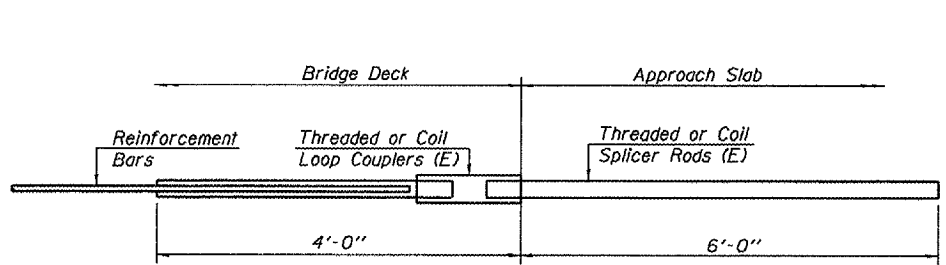 Bridge Deck
Approach Slab
Reinforcement
Bars
Threaded or Coil
Loop Couplers (E)
Threaded or Coil
Splicer Rods (E)
4'-0"
6'-0"